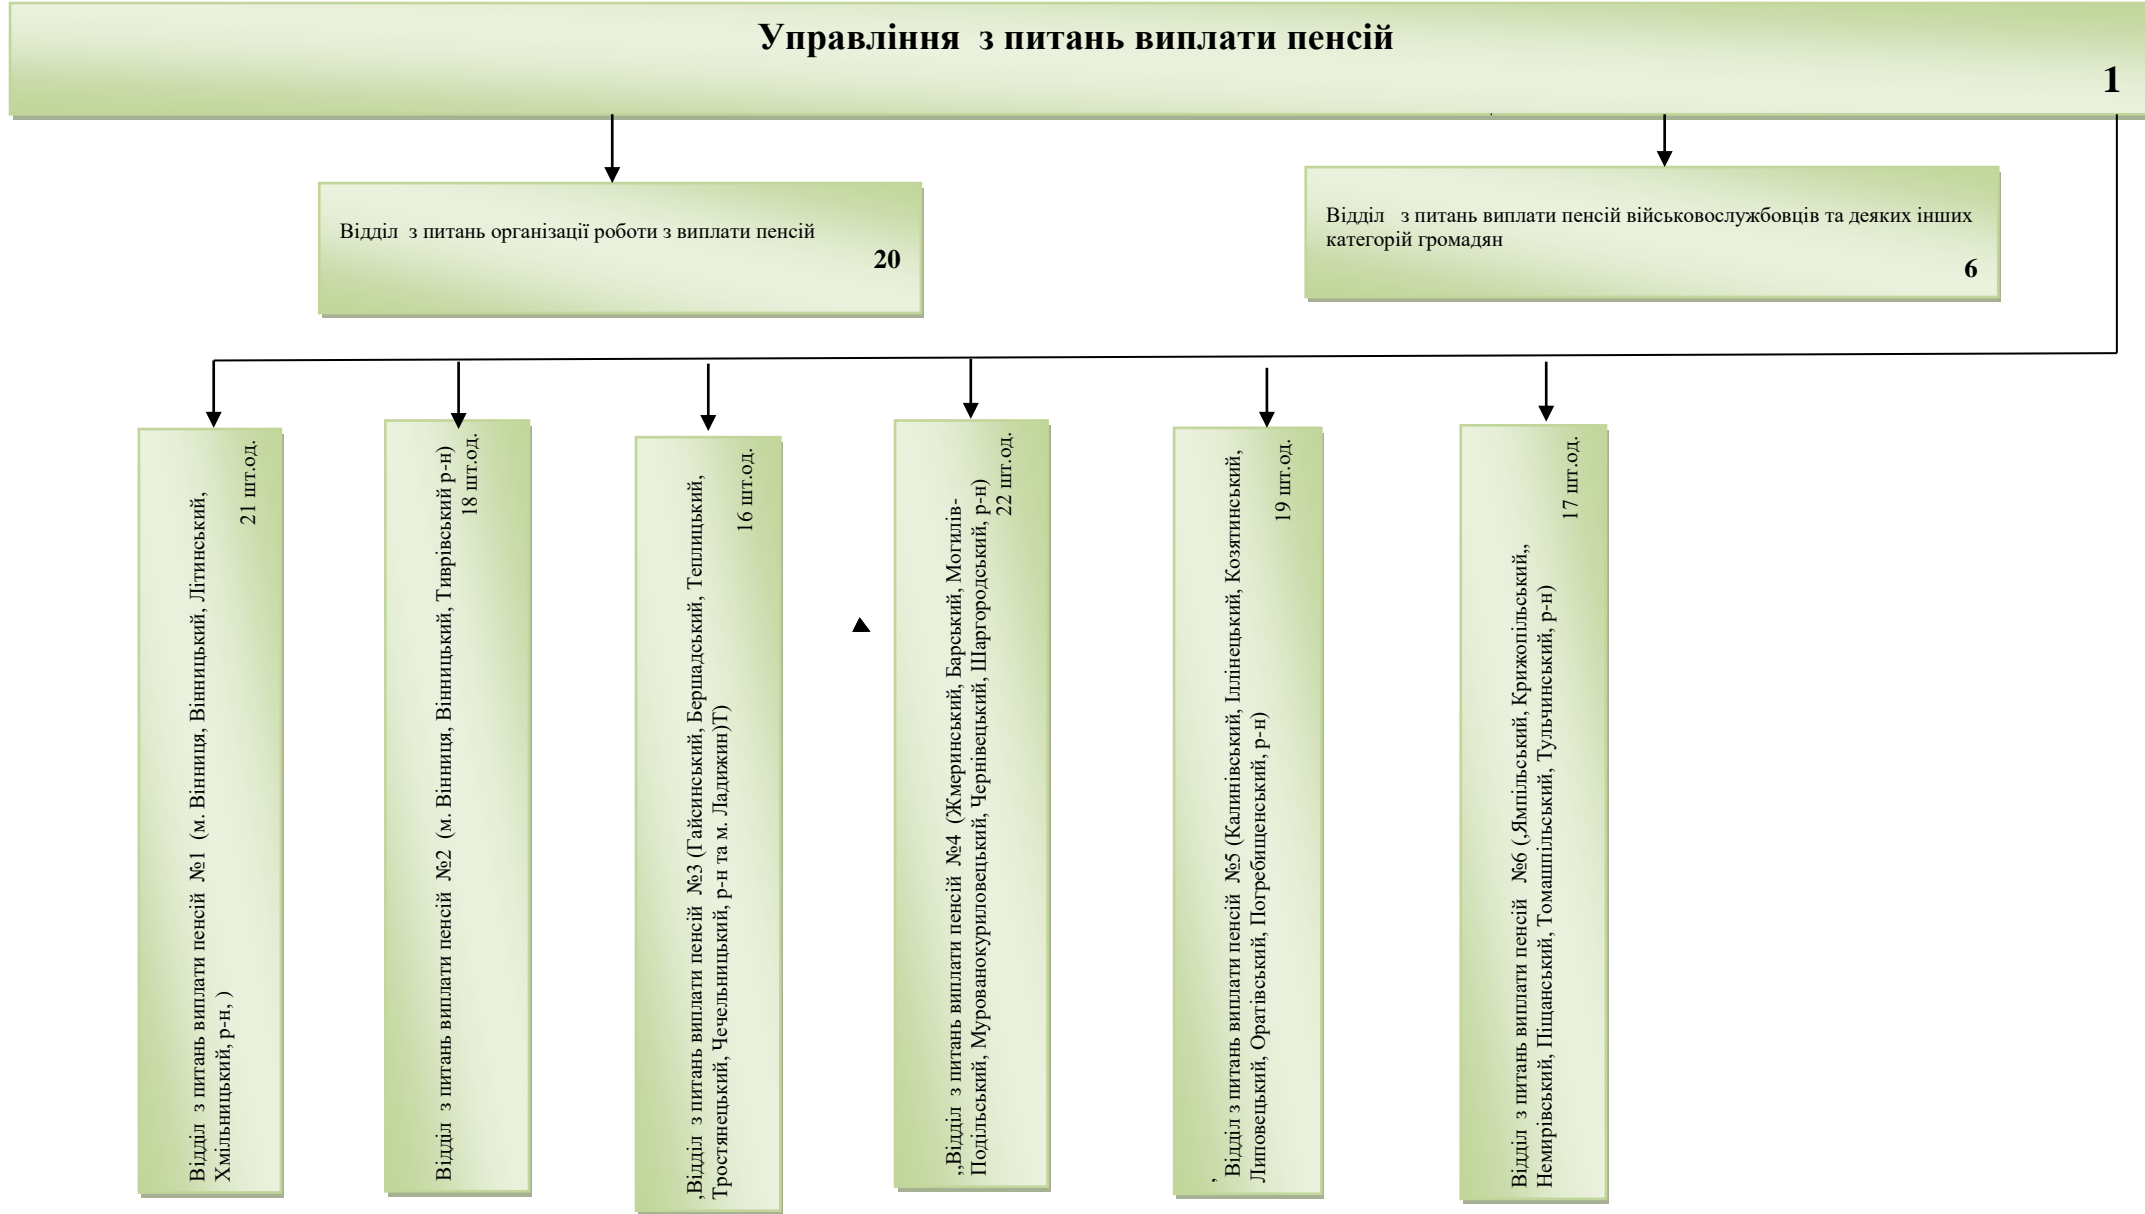 Управління з питань виплати пенсій
1
Відділ з питань організації роботи з виплати пенсій
20
Відділ з питань виплати пенсій військовослужбовців та деяких інших
категорій громадян
6
Відділ з питань виплати пенсій №1 (м. Вінниця, Вінницький, Літинський,
Хмільницький, р-н, )
21 шт.од.
Відділ з питань виплати пенсій №2 (м. Вінниця, Вінницький, Тиврівський р-н)
18 шт.од.
,Відділ з питань виплати пенсій №3 (Гайсинський, Бершадський, Теплицький,
Тростянецький, Чечельницький, р-н та м. Ладижин)Т)
16 шт.од.
,,Відділ з питань виплати пенсій №4 (Жмеринський, Барський, Могилів-
Подільський, Мурованокуриловецький, Чернівецький, Шаргородський, р-н)
22 шт.од.
,
Відділ з питань виплати пенсій №5 (Калинівський, Іллінецький, Козятинський,
Липовецький, Оратівський, Погребищенський, р-н)
19 шт.од.
Відділ з питань виплати пенсій №6 (,Ямпільський, Крижопільський,,
Немирівський, Піщанський, Томашпільський, Тульчинський, р-н)
17 шт.од.